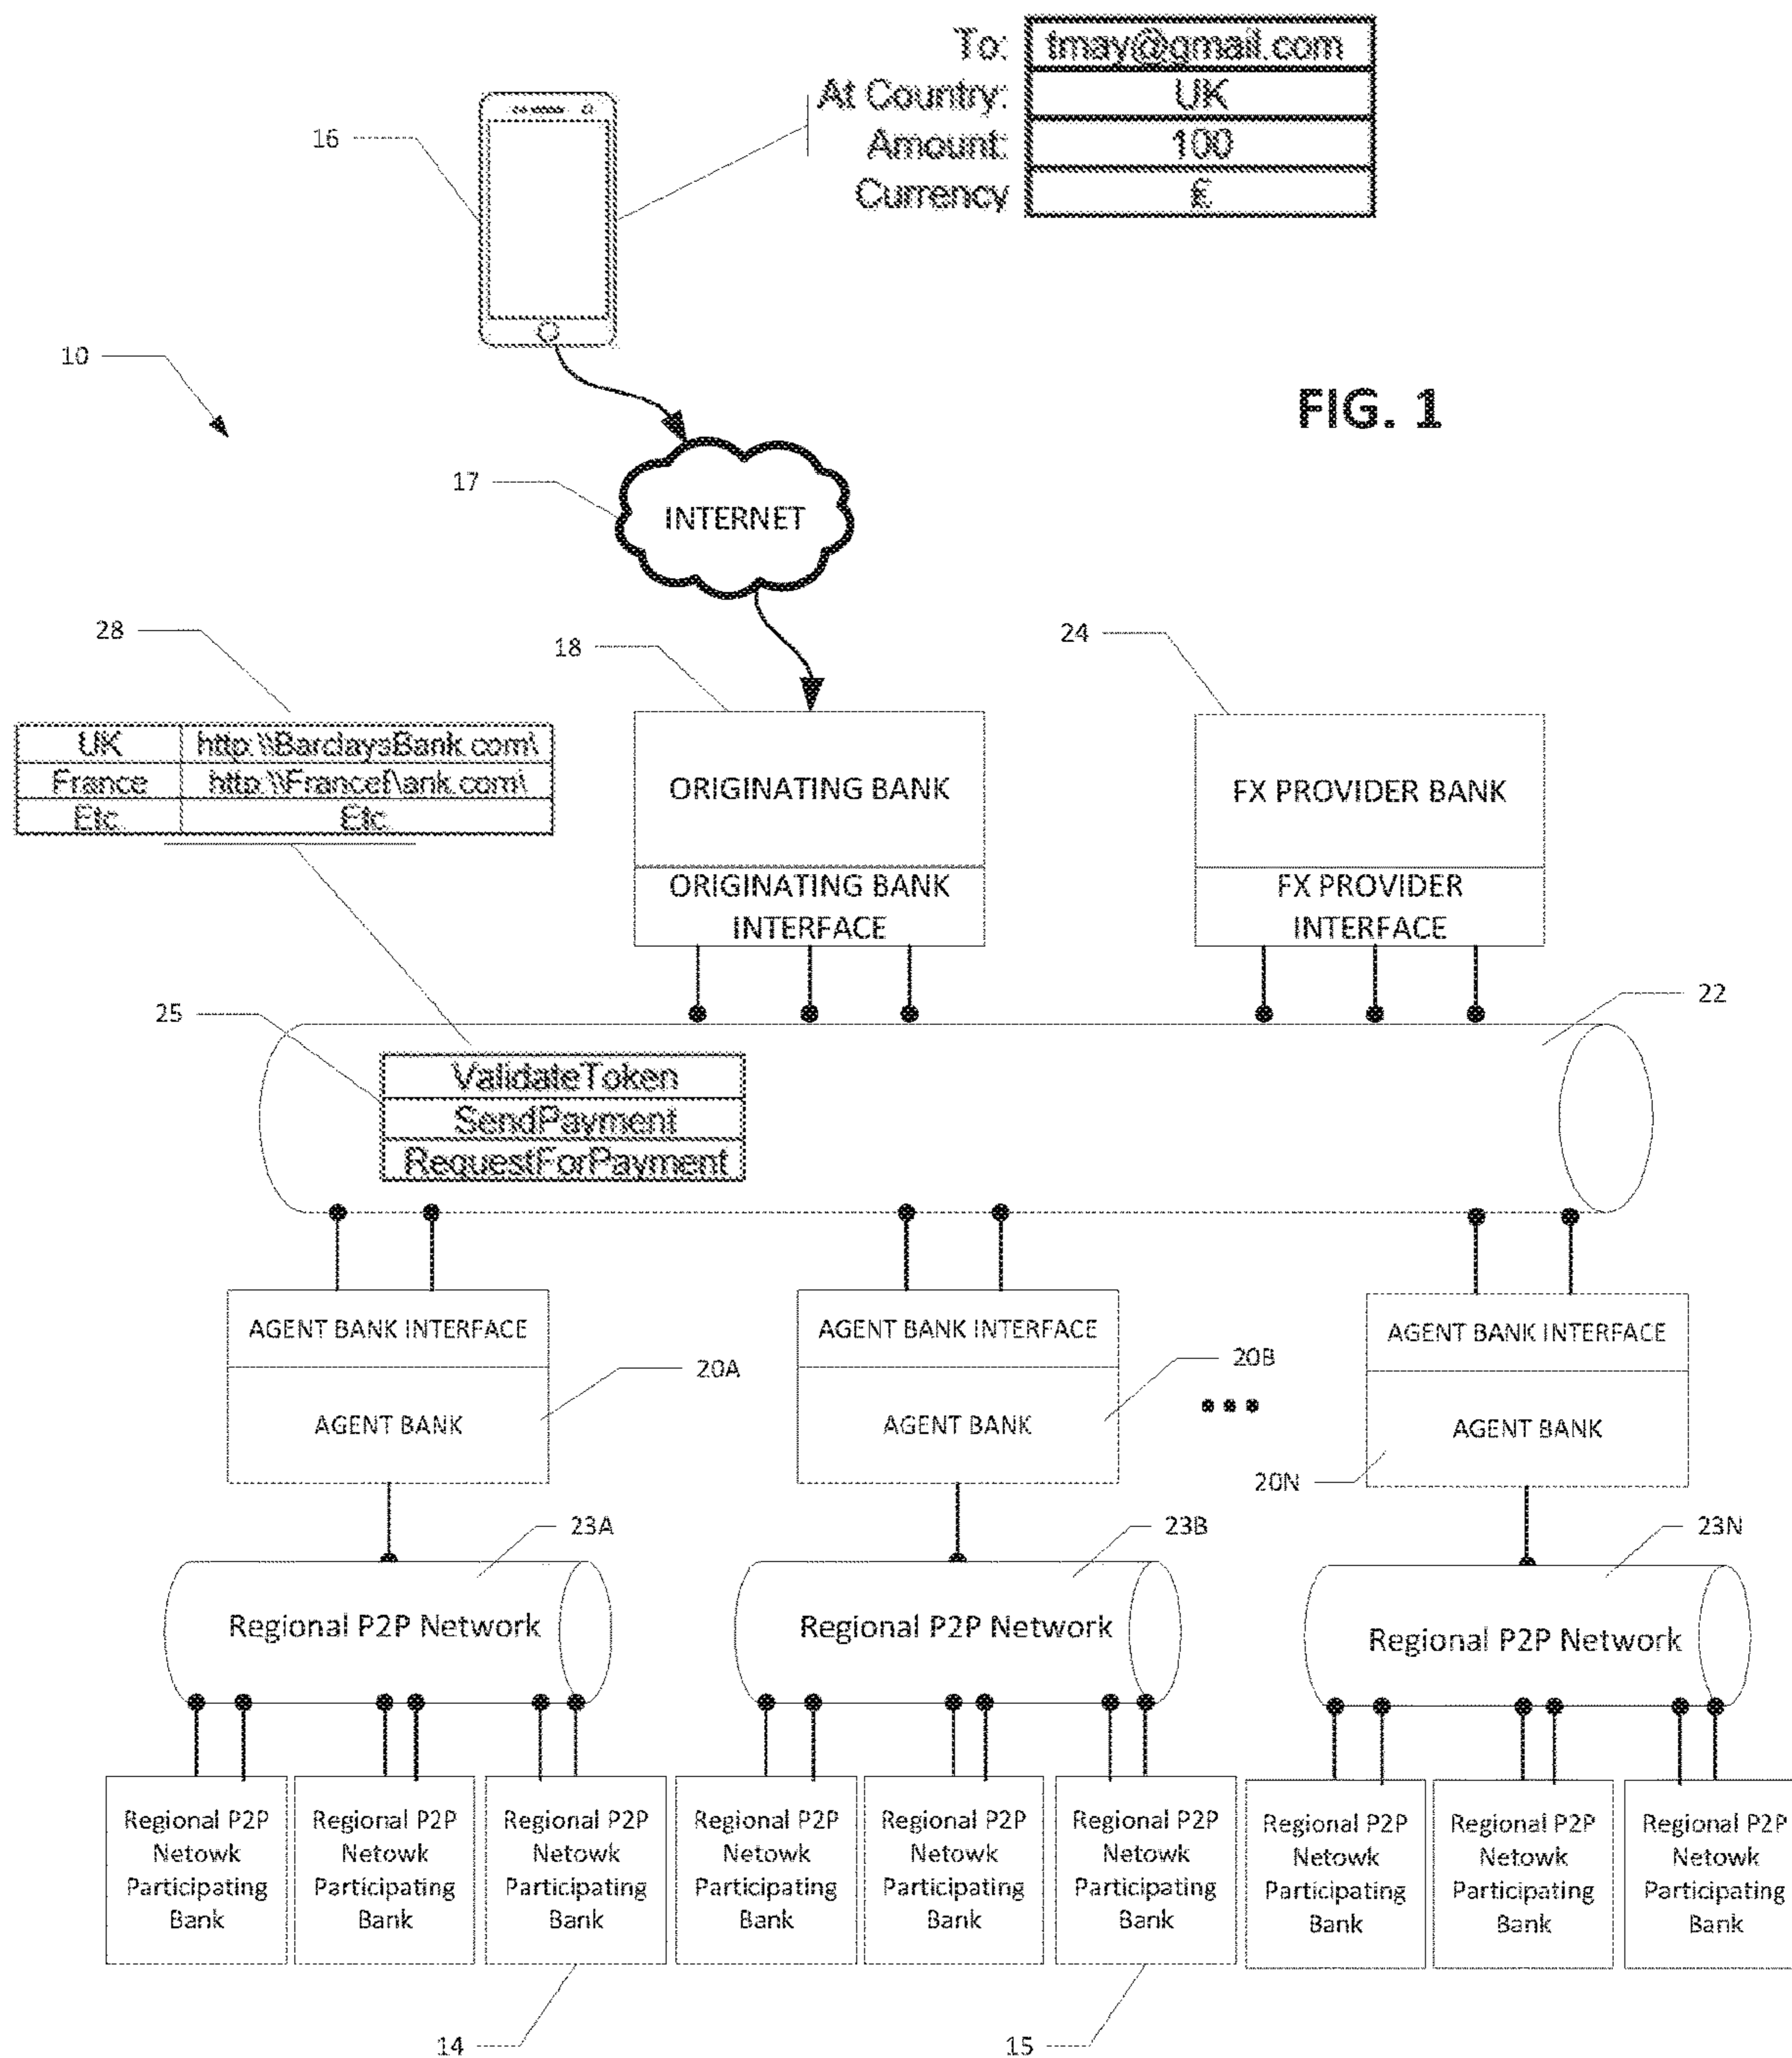 To: tmay@gmail.com
At Country: UK
Amount: 100
Currency £
16
10
FIG. 1
17
INTERNET
28
18
24
UK http:\\BarclaysBank.com\
France http:\\Francef\ank.com\
Etc. Etc.
ORIGINATING BANK
FX PROVIDER BANK
ORIGINATING BANK
INTERFACE
FX PROVIDER
INTERFACE
25
22
ValidateToken
SendPayment
RequestForPayment
AGENT BANK INTERFACE
AGENT BANK INTERFACE
AGENT BANK INTERFACE
20A
20B
AGENT BANK
AGENT BANK
AGENT BANK
20N
23A
23B
23N
Regional P2P Network
Regional P2P Network
Regional P2P Network
Regional P2P
Netowk
Participating
Bank
Regional P2P
Netowk
Participating
Bank
Regional P2P
Netowk
Participating
Bank
Regional P2P
Netowk
Participating
Bank
Regional P2P
Netowk
Participating
Bank
Regional P2P
Netowk
Participating
Bank
Regional P2P
Netowk
Participating
Bank
Regional P2P
Netowk
Participating
Bank
Regional P2P
Netowk
Participating
Bank
14
15